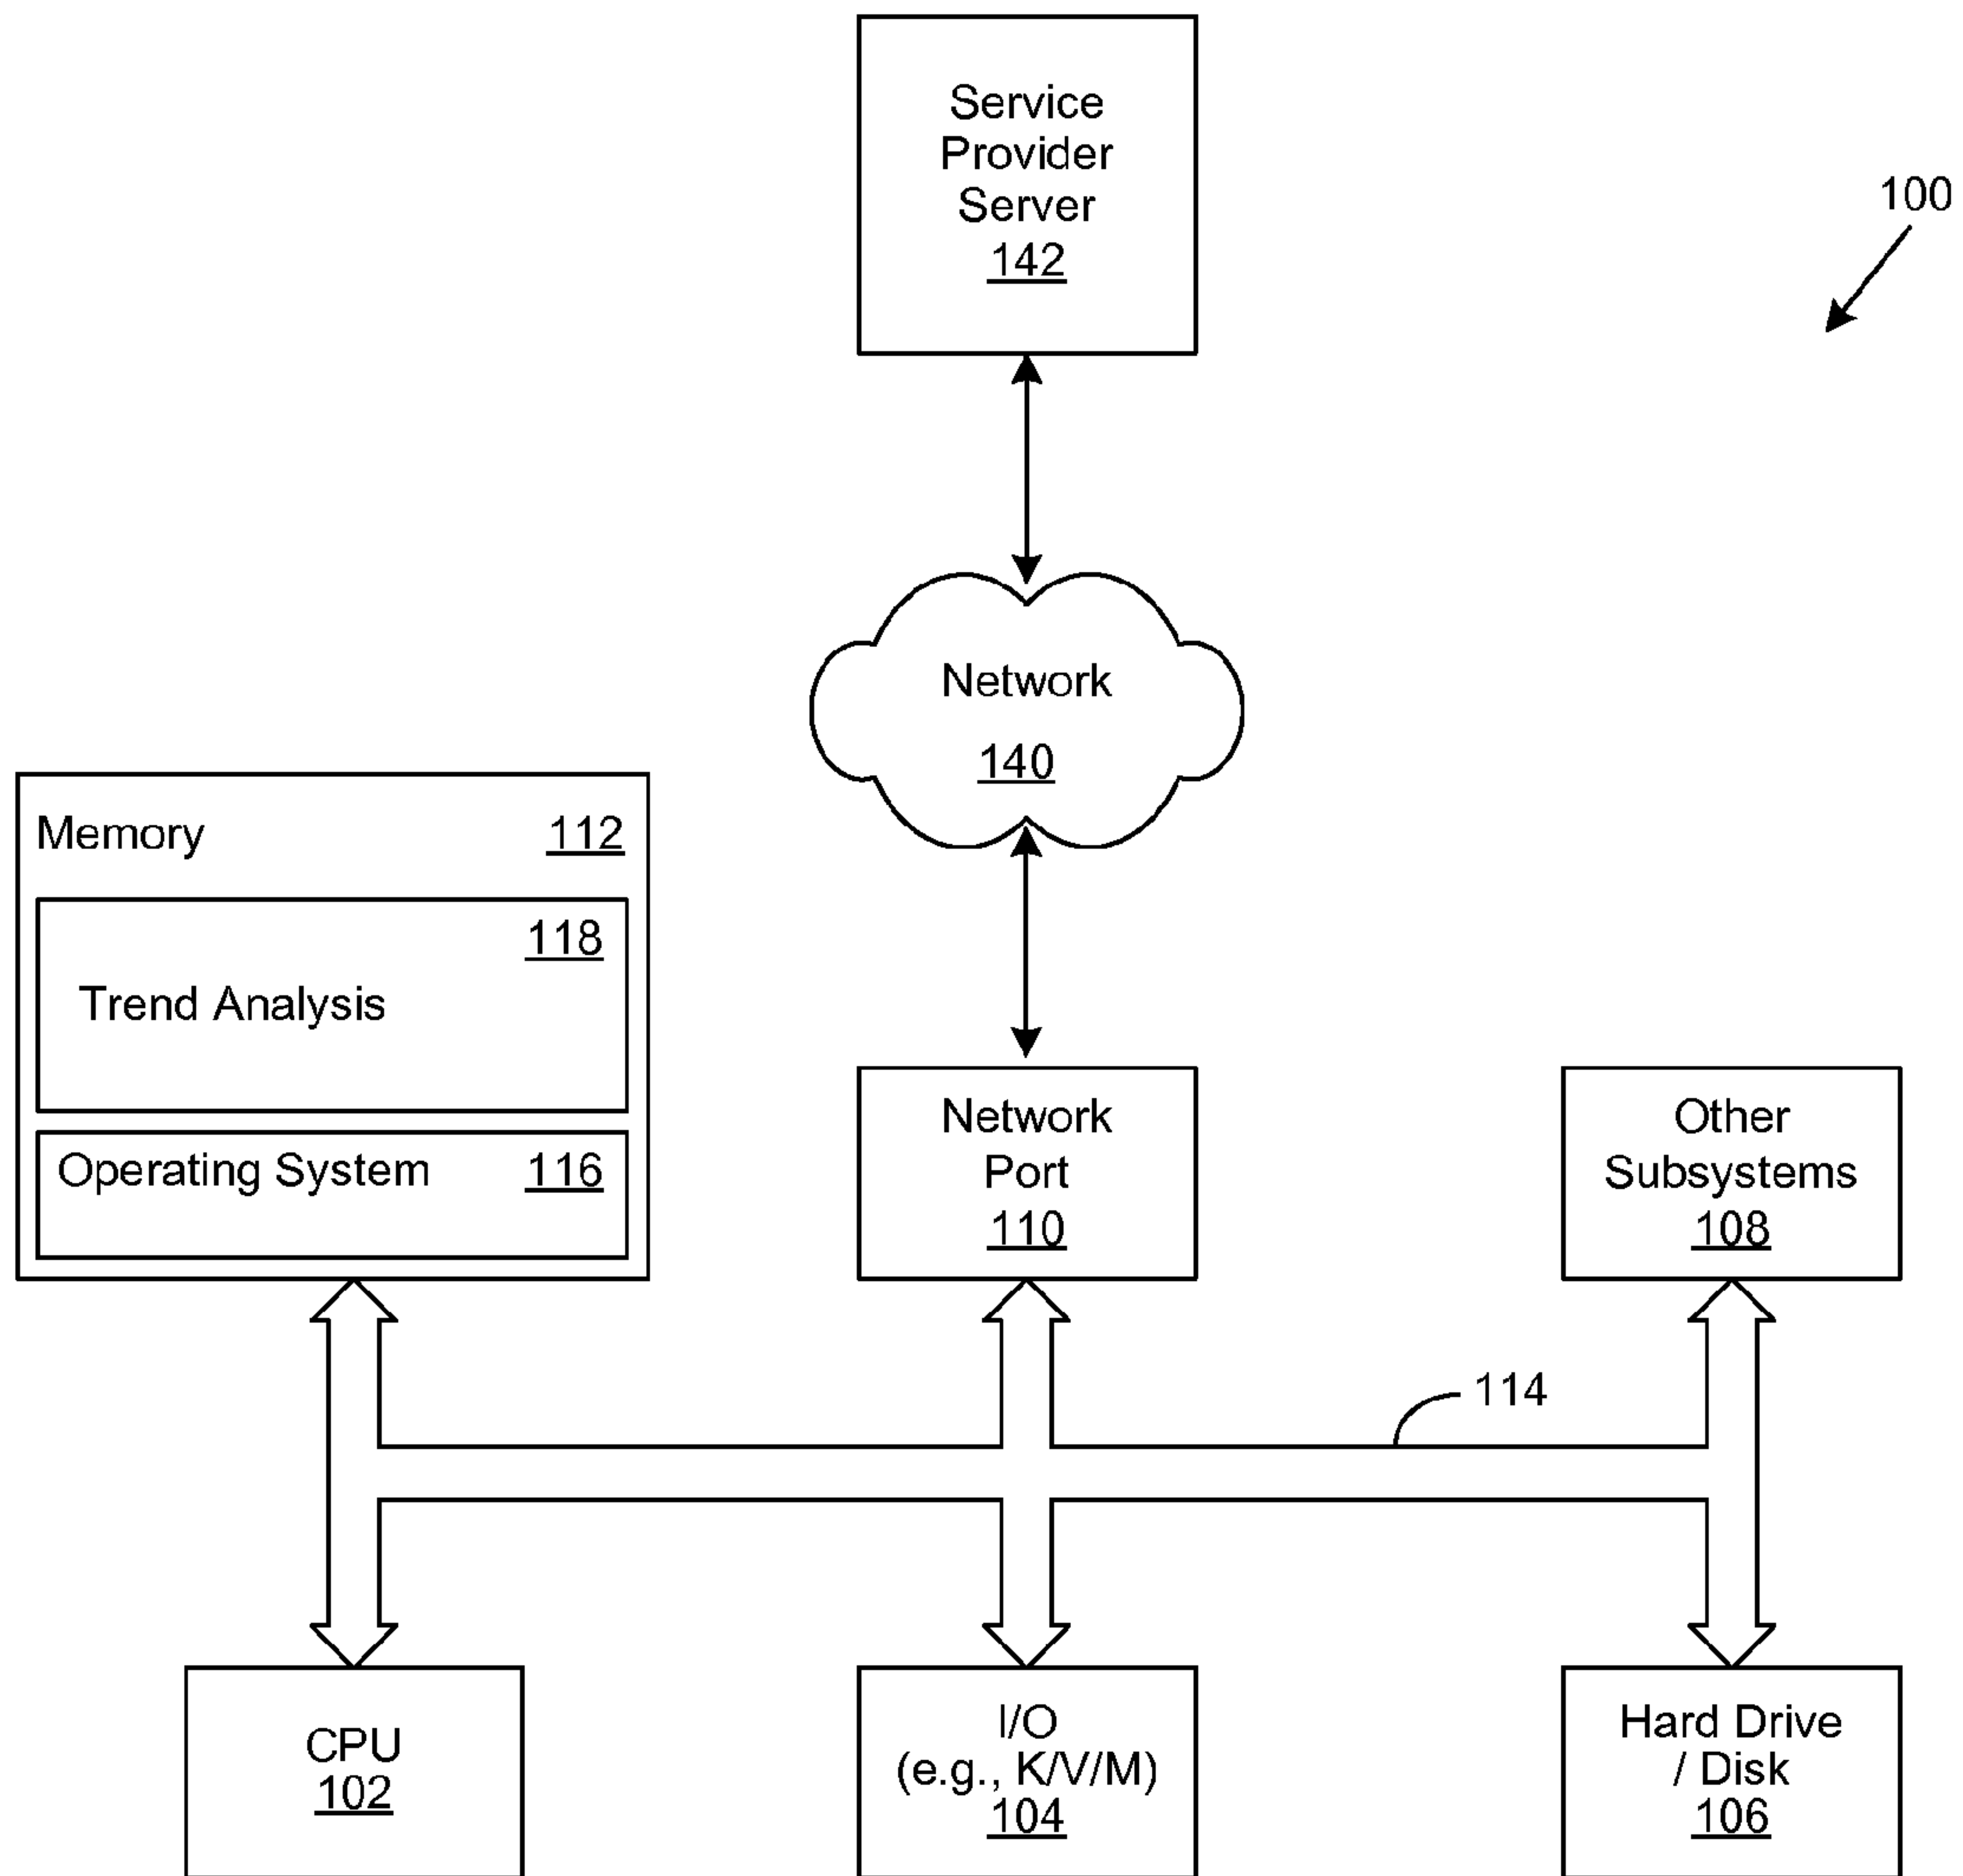 Service
Provider
Server
142
100
Network
140
Memory 112
118
Trend Analysis
Operating System 116
Network
Port
110
Other
Subsystems
108
114
CPU
102
I/O
(e.g., K/V/M)
104
Hard Drive
/ Disk
106